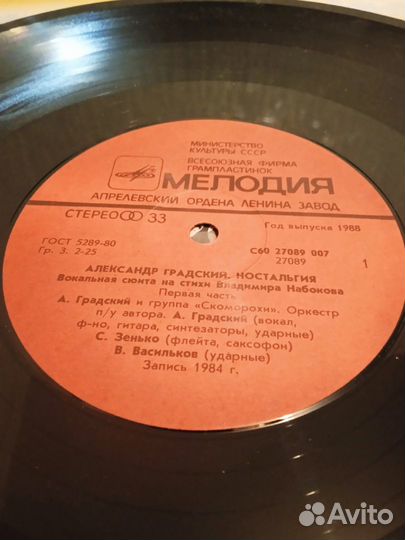 МИНИСТЕРСТВО
КУЛЬТУРЫ СССР
ВСЕСОЮЗНАЯ ФИРМА
ГРАМПЛАСТИНОК
МЕЛОДИЯ
АПРЕЛЕВСКИЙ ОРДЕНА ЛЕНИНА ЗАВОД
СТЕРЕО 33
Год выпуска 1988
ГОСТ 5289-80
Гр. 3. 2-25
С60 27089 007
27089
1
АЛЕКСАНДР ГРАДСКИЙ. НОСТАЛЬГИЯ
Вокальная сюита на стихи Владимира Набокова
Первая часть
А. Градский и группа «Скоморохи». Оркестр
п/у автора. А. Градский (вокал,
ф-но, гитара, синтезаторы, ударные)
С. Зенько (флейта, саксофон)
В. Васильков (ударные)
Запись 1984 г.
Avito